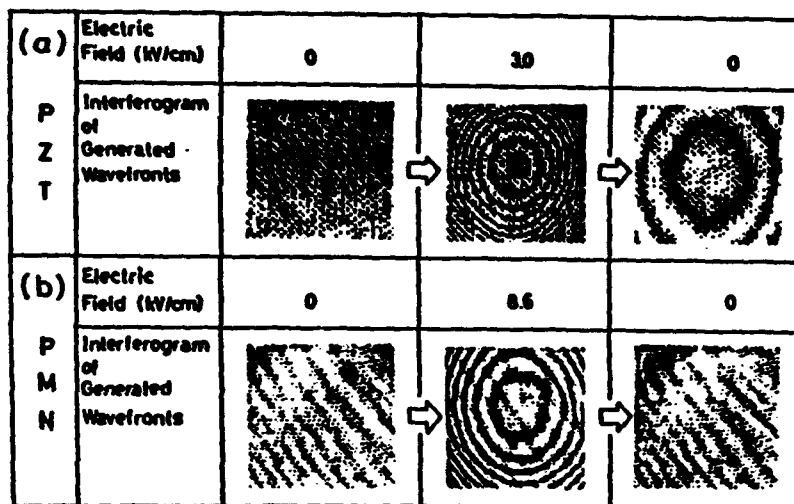 (a) Electric
Field (kV/cm) 0 3.0 0
P Z T
Interferogram
of
Generated
Wavefronts
(b) Electric
Field (kV/cm) 0 8.6 0
P M N
Interferogram
of
Generated
Wavefronts